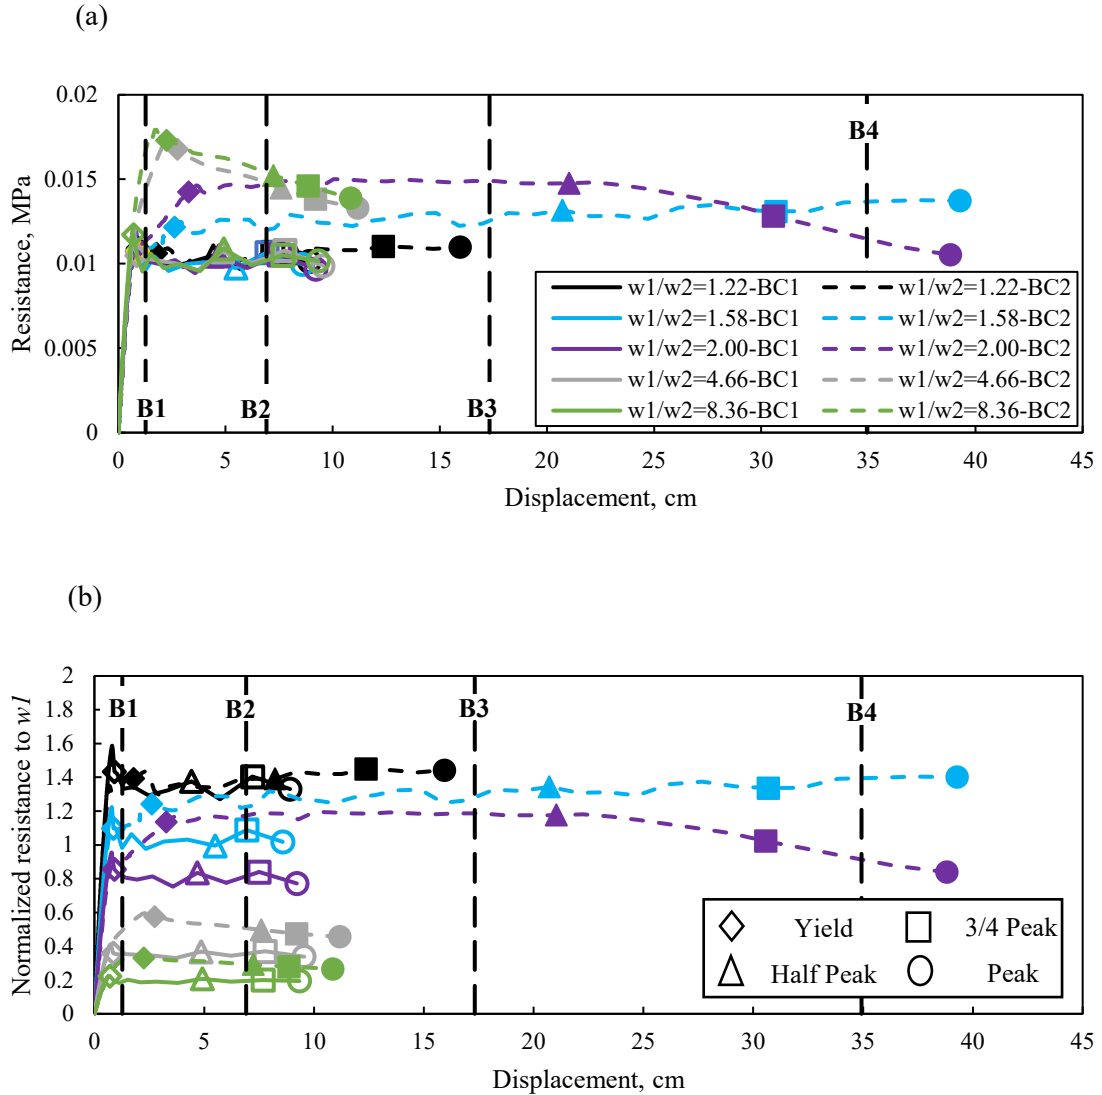 (a)
0.02
0.015
0.01
0.005
0
Resistance, MPa
B1
B2
B3
B4
w1/w2=1.22-BC1
w1/w2=1.22-BC2
w1/w2=1.58-BC1
w1/w2=1.58-BC2
w1/w2=2.00-BC1
w1/w2=2.00-BC2
w1/w2=4.66-BC1
w1/w2=4.66-BC2
w1/w2=8.36-BC1
w1/w2=8.36-BC2
0 5 10 15 20 25 30 35 40 45
Displacement, cm
(b)
2
1.8
1.6
1.4
1.2
1
0.8
0.6
0.4
0.2
0
Normalized resistance to w1
B1
B2
B3
B4
Yield
3/4 Peak
Half Peak
Peak
0 5 10 15 20 25 30 35 40 45
Displacement, cm